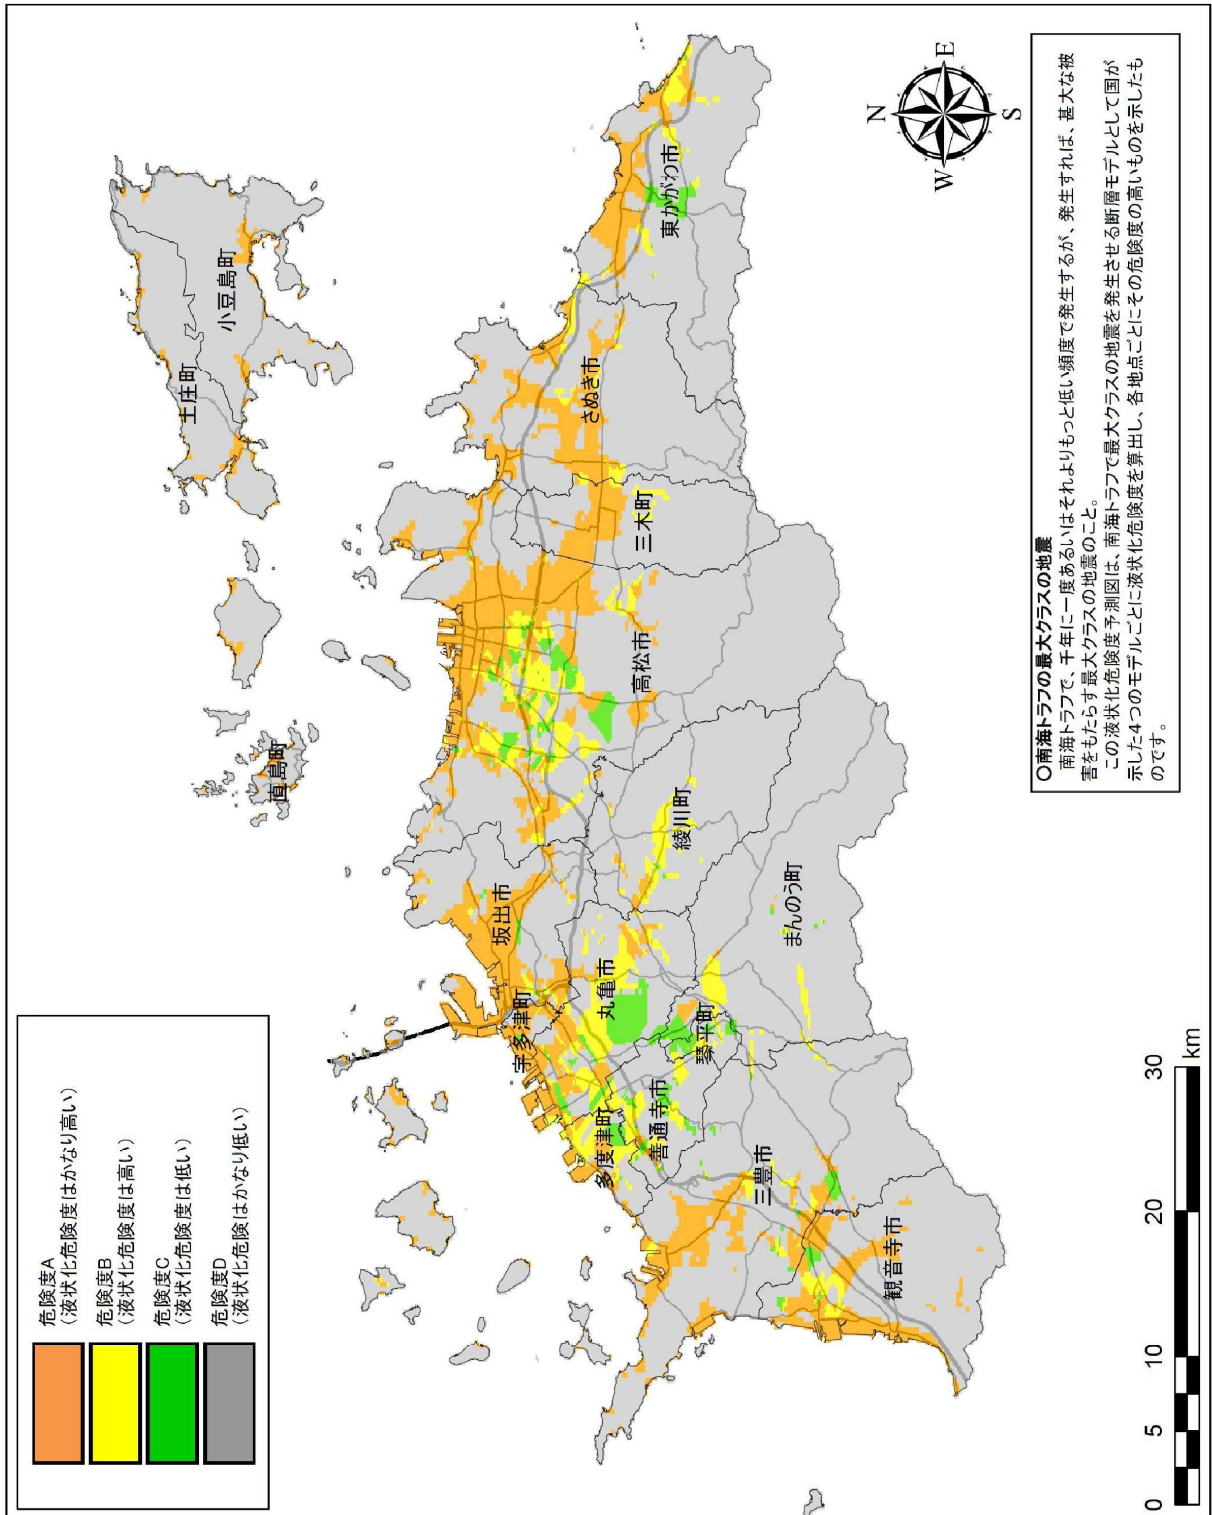 危険度A
(液状化危険度はかなり高い)
危険度B
(液状化危険度は高い)
危険度C
(液状化危険度は低い)
危険度D
(液状化危険はかなり低い)
土庄町
小豆島町
直島町
坂出市
宇多津町
丸亀市
多度津町
善通寺市
琴平町
三豊市
観音寺市
まんのう町
綾川町
高松市
三木町
さぬき市
東かがわ市
N
W
E
S
0
5
10
20
30
km
○南海トラフの最大クラスの地震
南海トラフで、千年に一度あるいはそれよりもっと低い頻度で発生するが、発生すれば、甚大な被
害をもたらす最大クラスの地震のこと。
この液状化危険度予測図は、南海トラフで最大クラスの地震を発生させる断層モデルとして国が
示した4つのモデルごとに液状化危険度を算出し、各地点ごとにその危険度の高いものを示したも
のです。